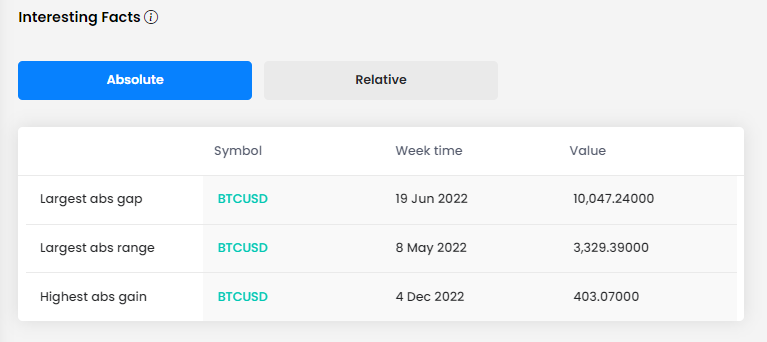 Interesting Facts
Absolute Relative
Symbol Week time Value
Largest abs gap BTCUSD 19 Jun 2022 10,047.24000
Largest abs range BTCUSD 8 May 2022 3,329.39000
Highest abs gain BTCUSD 4 Dec 2022 403.07000